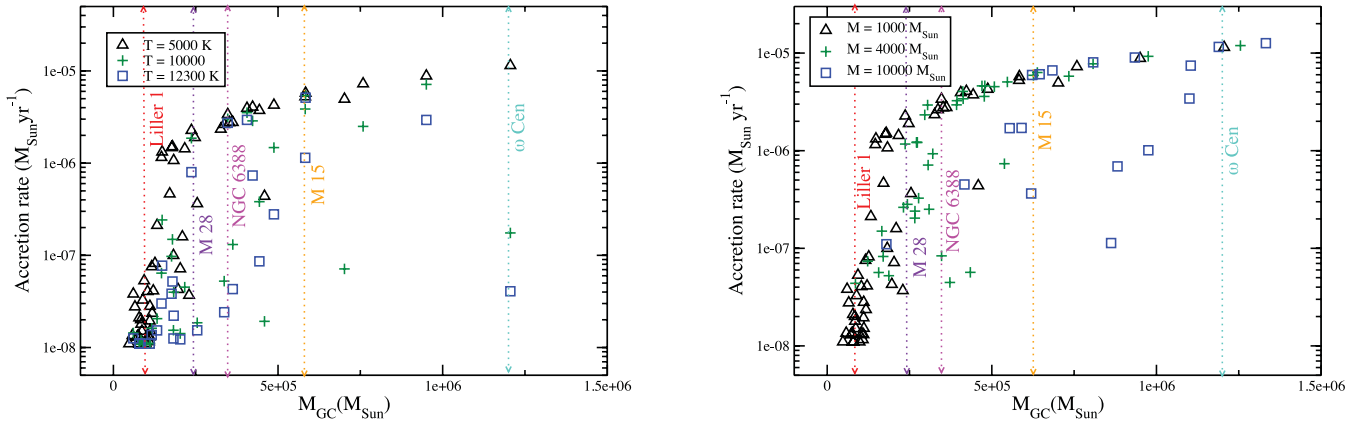 T = 5000 K
T = 10000
T = 12300 K
1e-05
1e-06
1e-07
1e-08
Accretion rate (M_Sun yr^-1)
Liller 1
M 28
NGC 6388
M 15
ω Cen
0
5e+05
1e+06
1.5e+06
M_GC(M_Sun)
M = 1000 M_Sun
M = 4000 M_Sun
M = 10000 M_Sun
1e-05
1e-06
1e-07
1e-08
Accretion rate (M_Sun yr^-1)
Liller 1
M 28
NGC 6388
M 15
ω Cen
0
5e+05
1e+06
1.5e+06
M_GC(M_Sun)